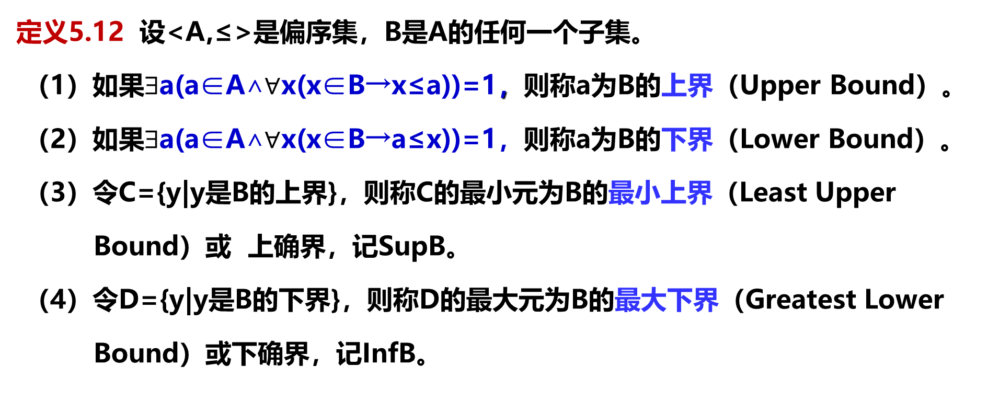 定义5.12 设<A,≤>是偏序集，B是A的任何一个子集。
（1）如果∃a(a∈A∧∀x(x∈B→x≤a))=1，则称a为B的上界（Upper Bound）。
（2）如果∃a(a∈A∧∀x(x∈B→a≤x))=1，则称a为B的下界（Lower Bound）。
（3）令C={y|y是B的上界}，则称C的最小元为B的最小上界（Least Upper
Bound）或 上确界，记SupB。
（4）令D={y|y是B的下界}，则称D的最大元为B的最大下界（Greatest Lower
Bound）或下确界，记InfB。